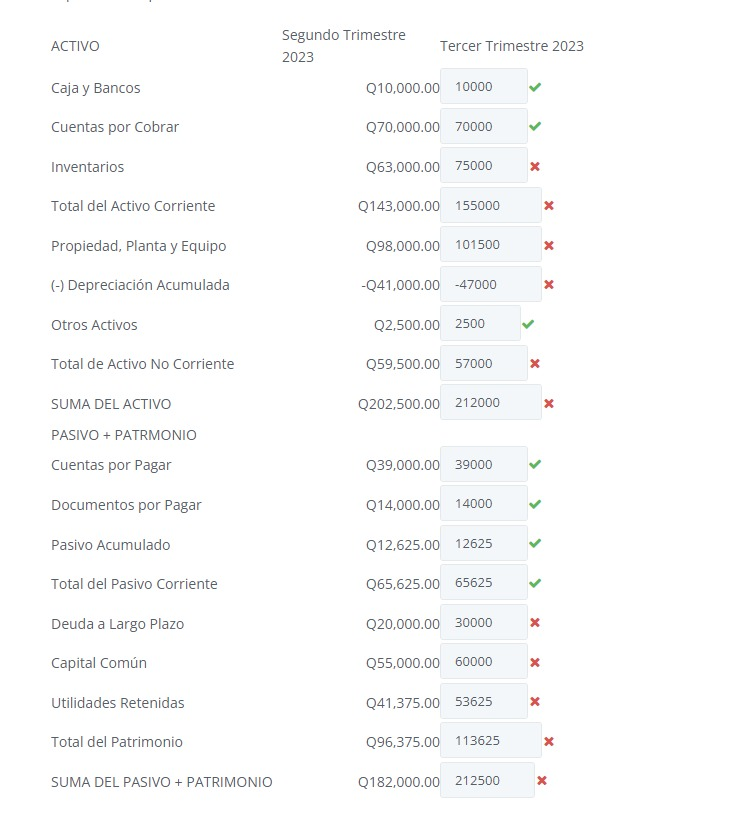 ACTIVO Segundo Trimestre 2023 Tercer Trimestre 2023
Caja y Bancos Q10,000.00 10000
Cuentas por Cobrar Q70,000.00 70000
Inventarios Q63,000.00 75000
Total del Activo Corriente Q143,000.00 155000
Propiedad, Planta y Equipo Q98,000.00 101500
(-) Depreciación Acumulada -Q41,000.00 -47000
Otros Activos Q2,500.00 2500
Total de Activo No Corriente Q59,500.00 57000
SUMA DEL ACTIVO Q202,500.00 212000
PASIVO + PATRMONIO
Cuentas por Pagar Q39,000.00 39000
Documentos por Pagar Q14,000.00 14000
Pasivo Acumulado Q12,625.00 12625
Total del Pasivo Corriente Q65,625.00 65625
Deuda a Largo Plazo Q20,000.00 30000
Capital Común Q55,000.00 60000
Utilidades Retenidas Q41,375.00 53625
Total del Patrimonio Q96,375.00 113625
SUMA DEL PASIVO + PATRIMONIO Q182,000.00 212500